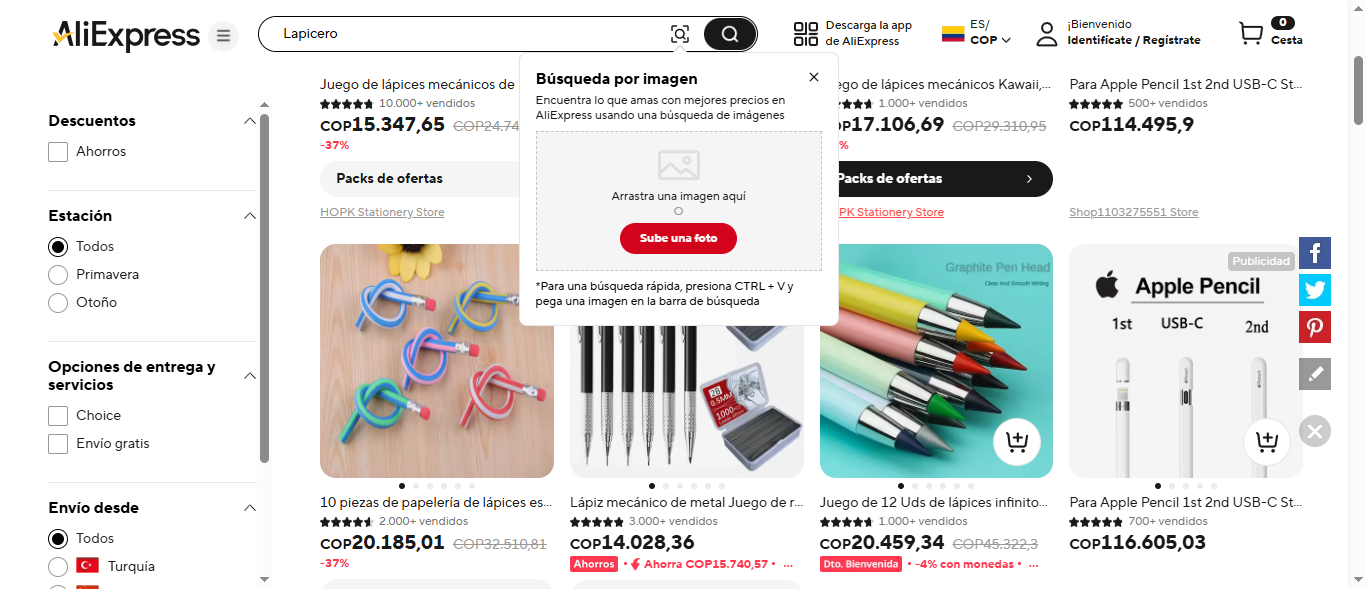 AliExpress
Lapicero
Descarga la app
de AliExpress
ES/
COP
¡Bienvenido
Identifícate / Regístrate
0
Cesta
Descuentos
Ahorros
Estación
Todos
Primavera
Otoño
Opciones de entrega y
servicios
Choice
Envío gratis
Envío desde
Todos
Turquía
Búsqueda por imagen
Encuentra lo que amas con mejores precios en
AliExpress usando una búsqueda de imágenes
Arrastra una imagen aquí
O
Sube una foto
*Para una búsqueda rápida, presiona CTRL + V y
pega una imagen en la barra de búsqueda
Juego de lápices mecánicos de
10.000+ vendidos
COP15.347,65 COP24.74
-37%
Packs de ofertas
HOPK Stationery Store
ego de lápices mecánicos Kawaii,...
1.000+ vendidos
OP17.106,69 COP29.310,95
%
Packs de ofertas
PK Stationery Store
Para Apple Pencil 1st 2nd USB-C St...
500+ vendidos
COP114.495,9
Shop1103275551 Store
10 piezas de papelería de lápices es...
2.000+ vendidos
COP20.185,01 COP32.510,81
-37%
2B
0.5MM
1000PCS
Lápiz mecánico de metal Juego de r...
3.000+ vendidos
COP14.028,36
Ahorros · Ahorra COP15.740,57 · ...
Graphite Pen Head
Clear And Smooth Writing
Juego de 12 Uds de lápices infinito...
1.000+ vendidos
COP20.459,34 COP45.322,3
Dto. Bienvenida · -4% con monedas · ...
Publicidad
Apple Pencil
1st USB-C 2nd
Para Apple Pencil 1st 2nd USB-C St...
700+ vendidos
COP116.605,03